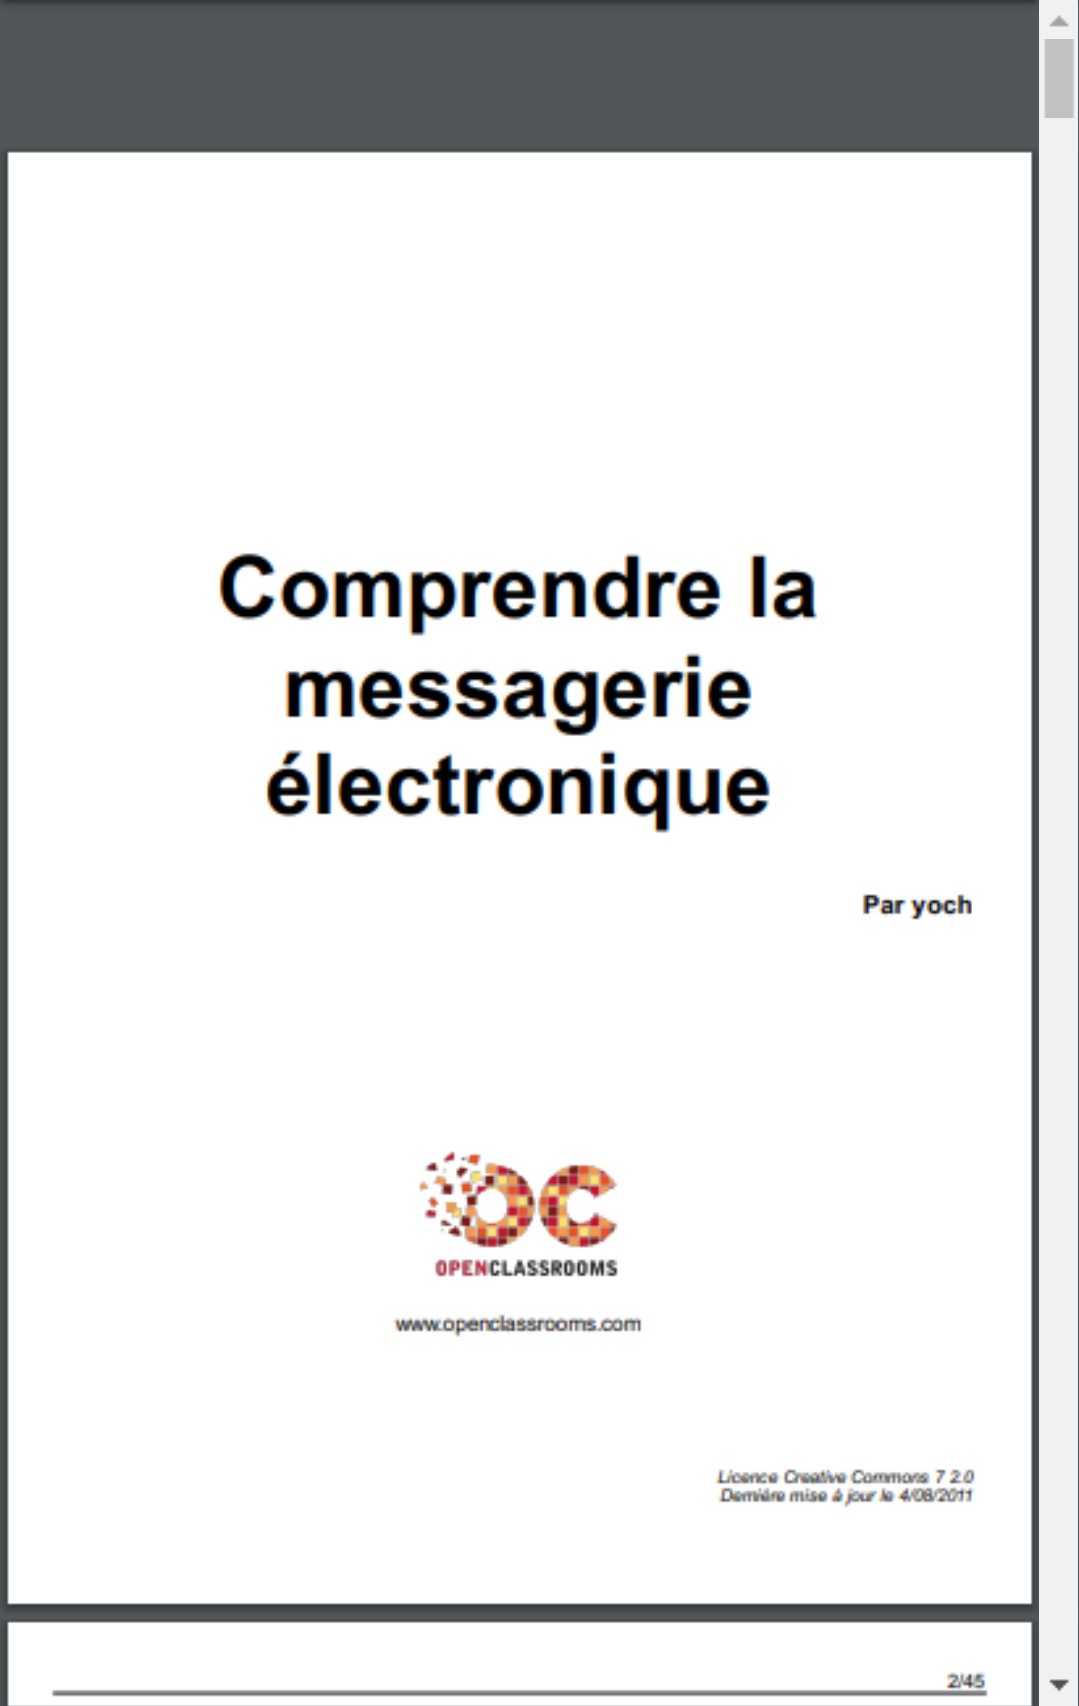 Comprendre la
messagerie
électronique
Par yoch
OPENCLASSROOMS
www.openclassrooms.com
Licence Creative Commons 7 2.0
Dernière mise à jour le 4/08/2011
2/45